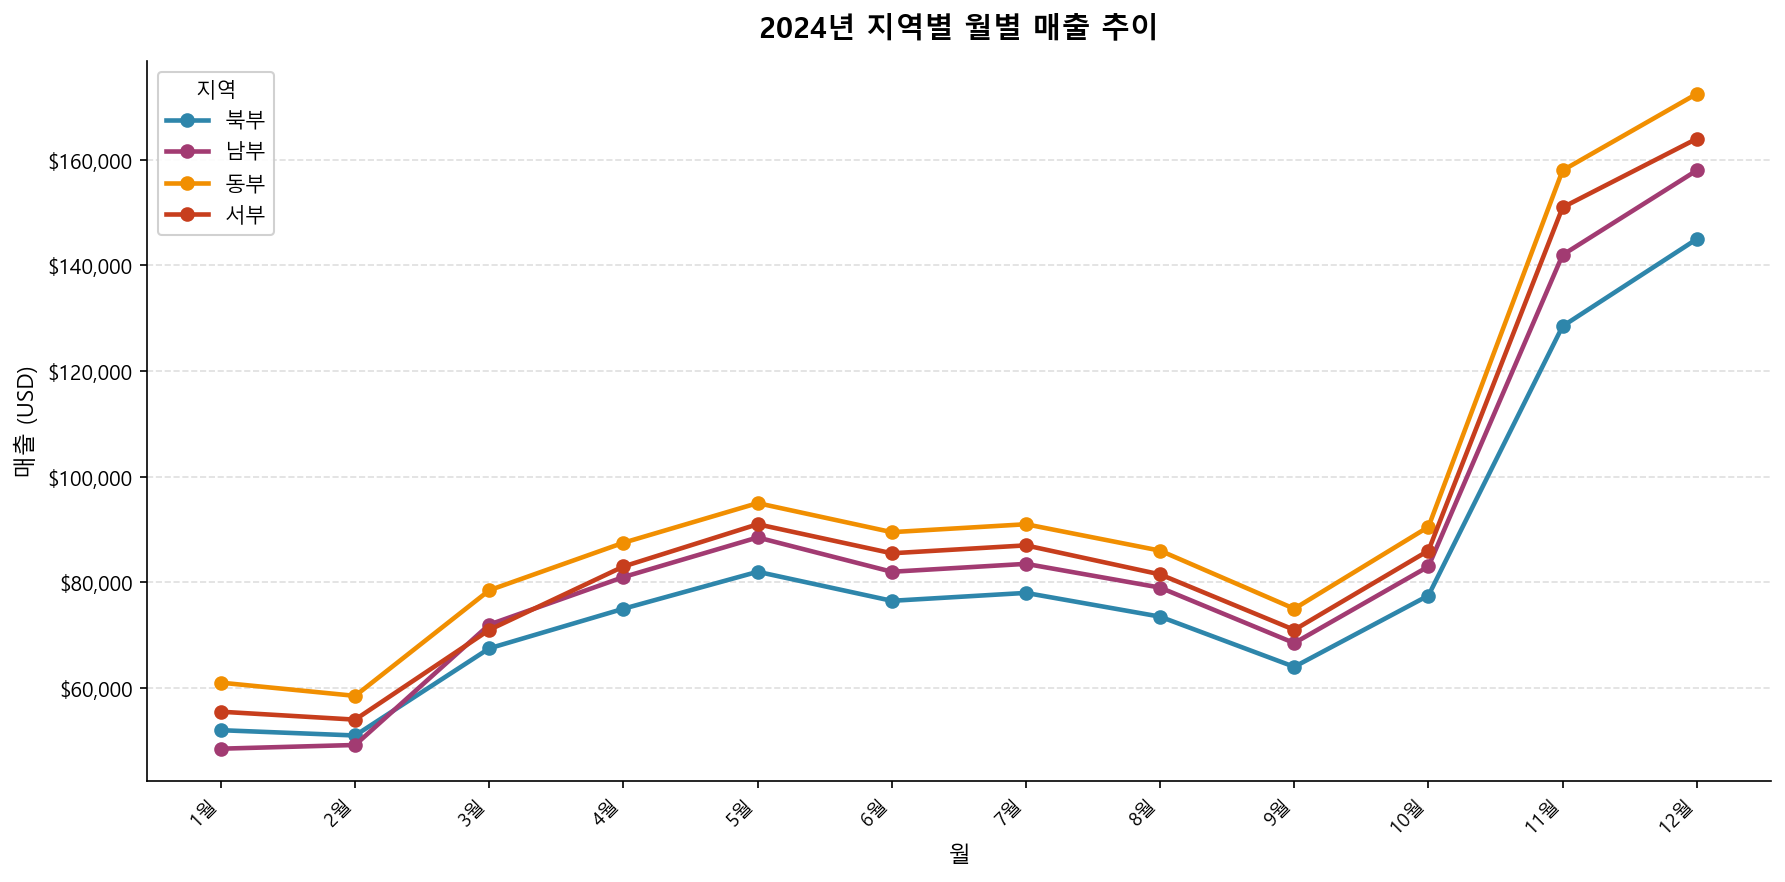 2024년 지역별 월별 매출 추이
지역
북부
남부
동부
서부
매출 (USD)
$160,000
$140,000
$120,000
$100,000
$80,000
$60,000
1월
2월
3월
4월
5월
6월
7월
8월
9월
10월
11월
12월
월